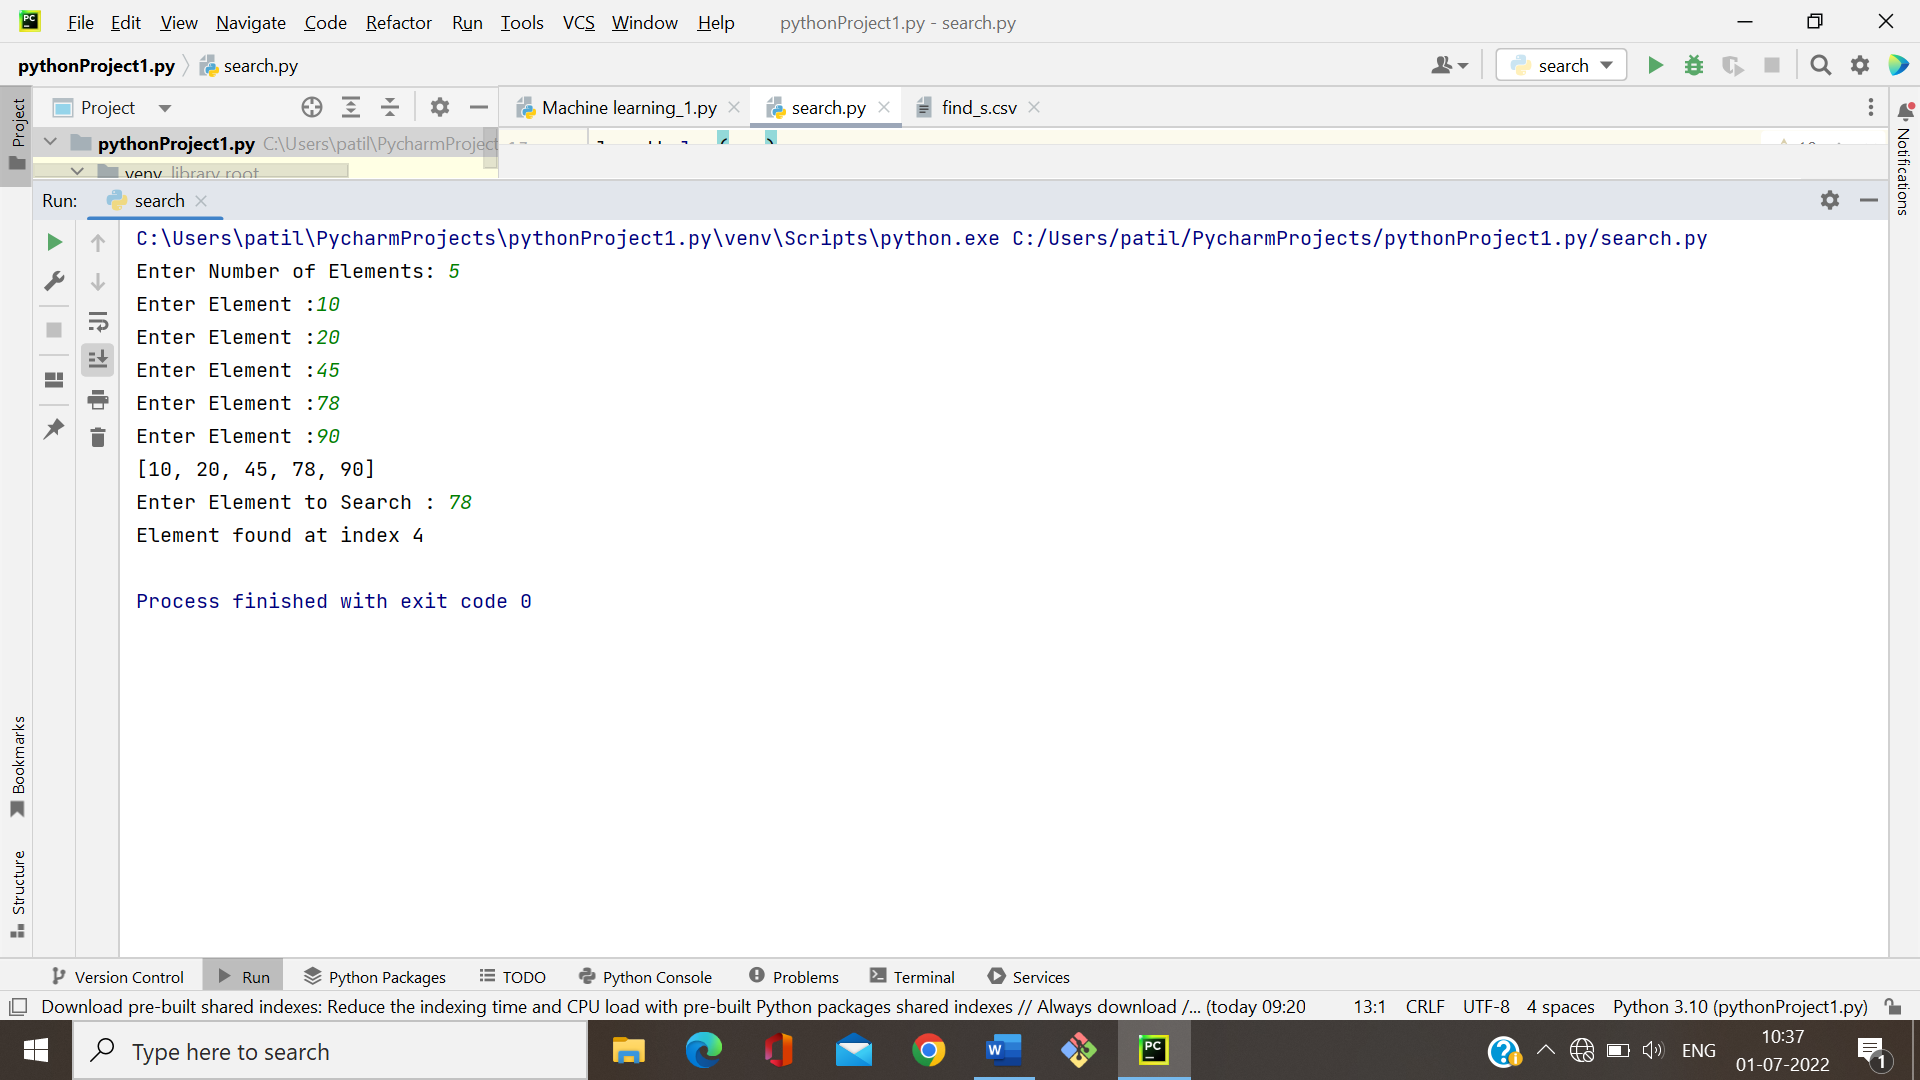 File Edit View Navigate Code Refactor Run Tools VCS Window Help pythonProject1.py - search.py
pythonProject1.py search.py search
Project Machine learning_1.py search.py find_s.csv
Project
pythonProject1.py C:\Users\patil\PycharmProject
venv library root
Notifications
Run: search
C:\Users\patil\PycharmProjects\pythonProject1.py\venv\Scripts\python.exe C:/Users/patil/PycharmProjects/pythonProject1.py/search.py
Enter Number of Elements: 5
Enter Element :10
Enter Element :20
Enter Element :45
Enter Element :78
Enter Element :90
[10, 20, 45, 78, 90]
Enter Element to Search : 78
Element found at index 4
Process finished with exit code 0
Bookmarks
Structure
Version Control Run Python Packages TODO Python Console Problems Terminal Services
Download pre-built shared indexes: Reduce the indexing time and CPU load with pre-built Python packages shared indexes // Always download /... (today 09:20 13:1 CRLF UTF-8 4 spaces Python 3.10 (pythonProject1.py)
Type here to search ENG 10:37
01-07-2022
1